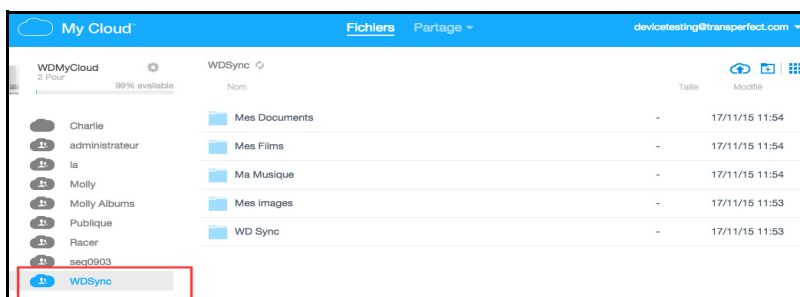 My Cloud™ Fichiers Partage devicetesting@transperfect.com
WDMyCloud
2 Pour
99% available
Charlie
administrateur
la
Molly
Molly Albums
Publique
Racer
seq0903
WDSync
WDSync
Nom Taille Modifié
Mes Documents - 17/11/15 11:54
Mes Films - 17/11/15 11:54
Ma Musique - 17/11/15 11:54
Mes images - 17/11/15 11:53
WD Sync - 17/11/15 11:53